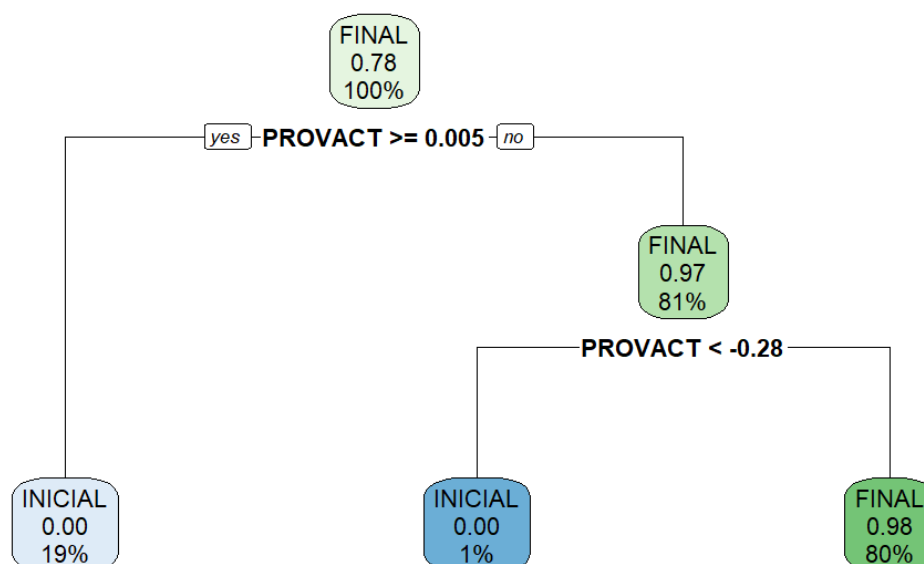 FINAL
0.78
100%
yes PROVACT >= 0.005 no
FINAL
0.97
81%
PROVACT < -0.28
INICIAL
0.00
19%
INICIAL
0.00
1%
FINAL
0.98
80%